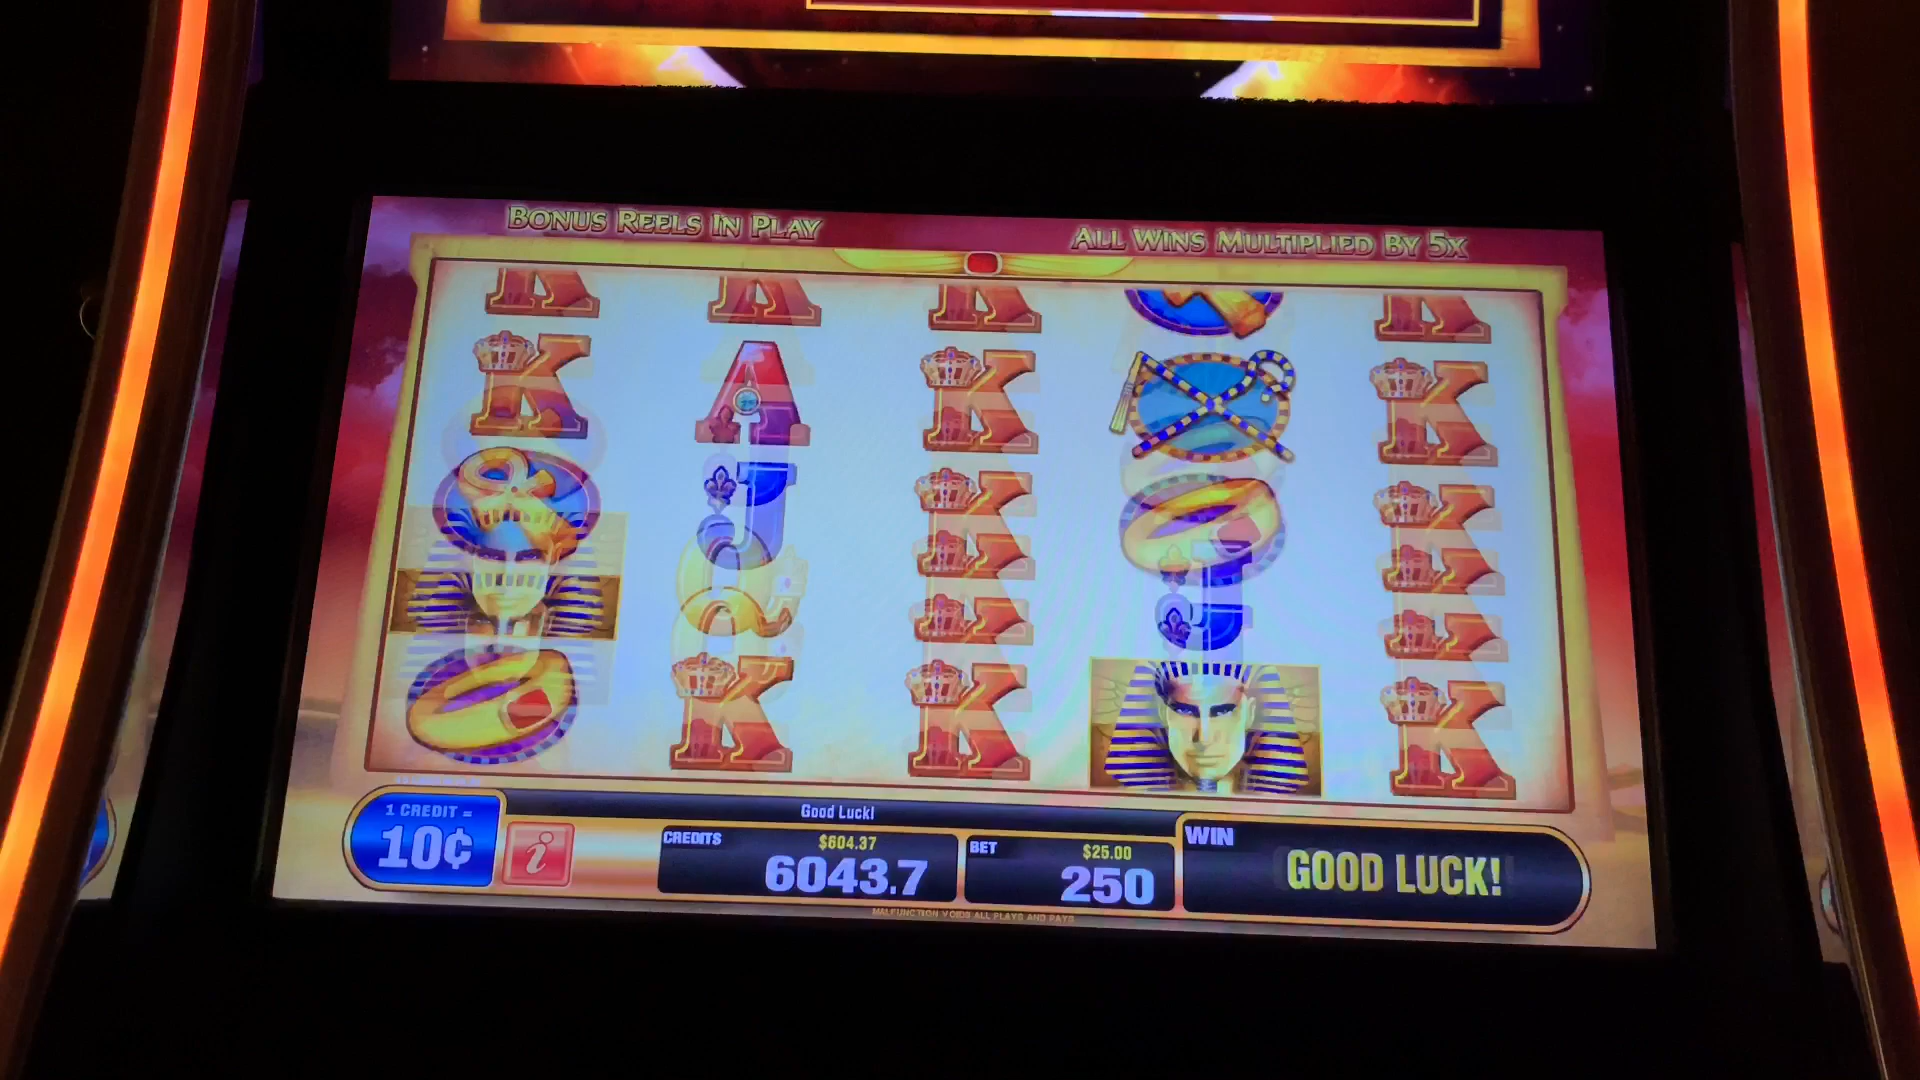 BONUS REELS IN PLAY
ALL WINS MULTIPLIED BY 5X
K A K K
K A K K
J K K
Q K J K
K K K
1 CREDIT =
10¢
i
Good Luck!
CREDITS
$604.37
6043.7
BET
$25.00
250
WIN
GOOD LUCK!
MALFUNCTION VOIDS ALL PLAYS AND PAYS